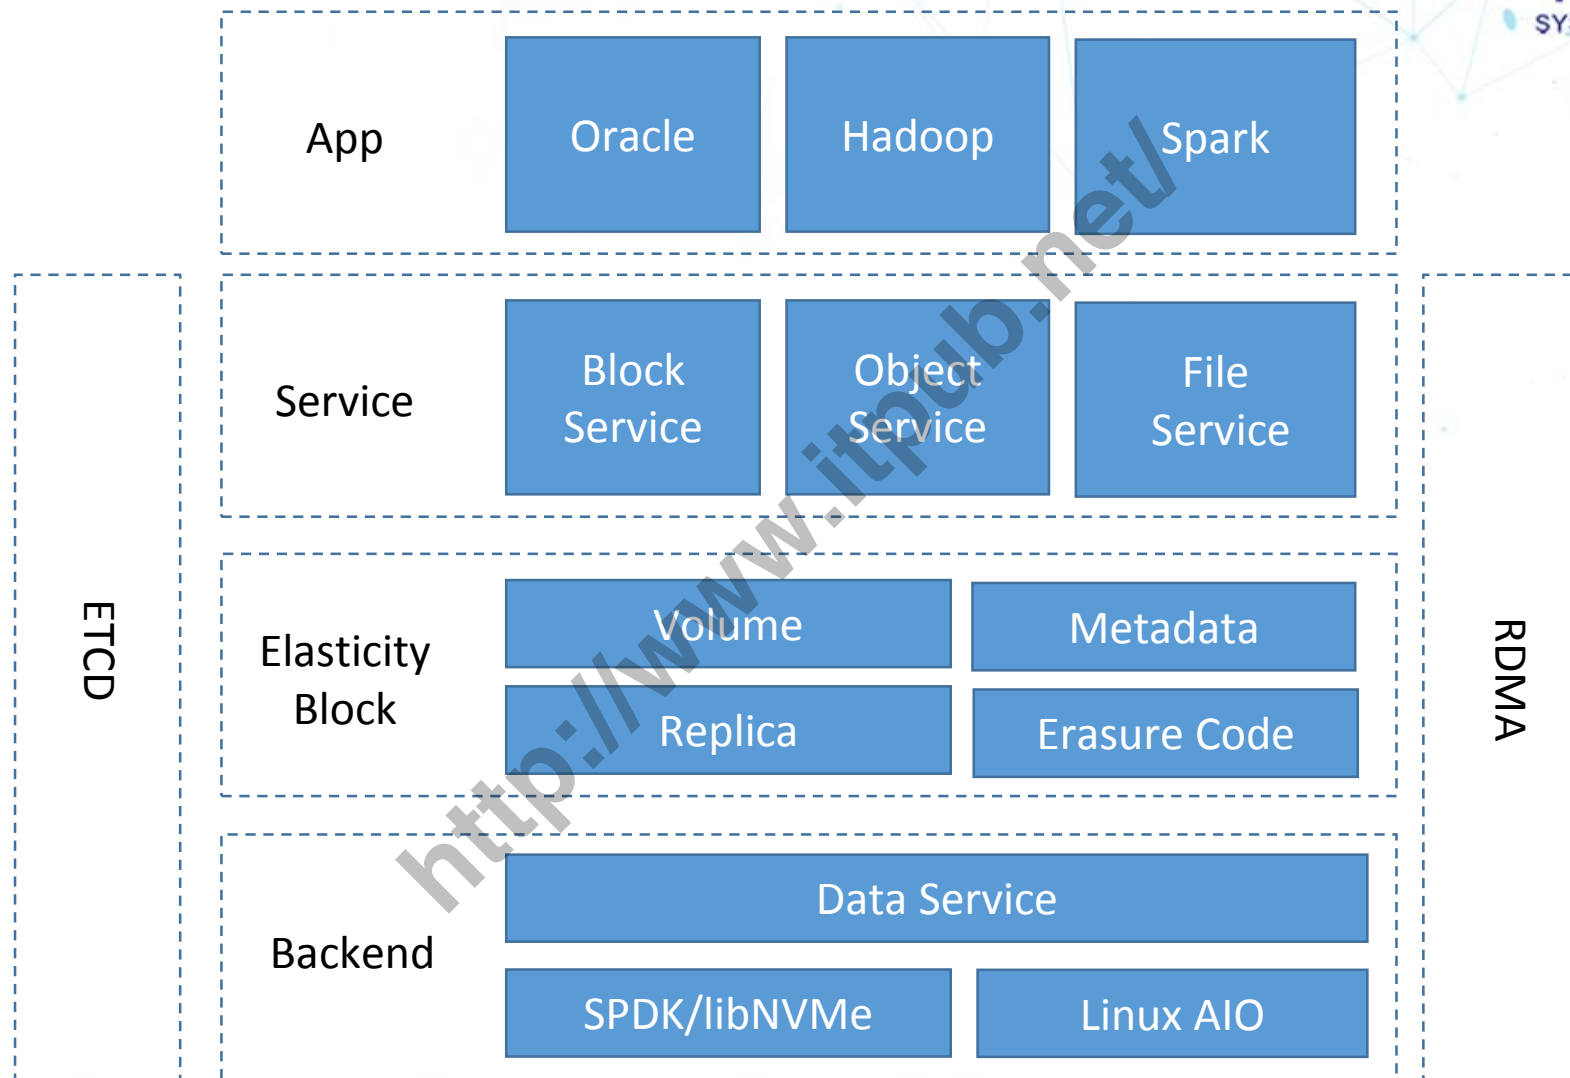 SY
App
Oracle
Hadoop
Spark
Service
Block
Service
Object
Service
File
Service
ETCD
RDMA
Elasticity
Block
Volume
Metadata
Replica
Erasure Code
Backend
Data Service
SPDK/libNVMe
Linux AIO
http://www.itpub.net/